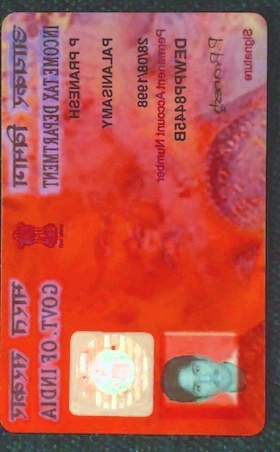 आयकर विभाग
INCOME TAX DEPARTMENT
भारत सरकार
GOVT. OF INDIA
P PRANESH
PALANISAMY
28/08/1998
Permanent Account Number
P.Pranesh
Signature